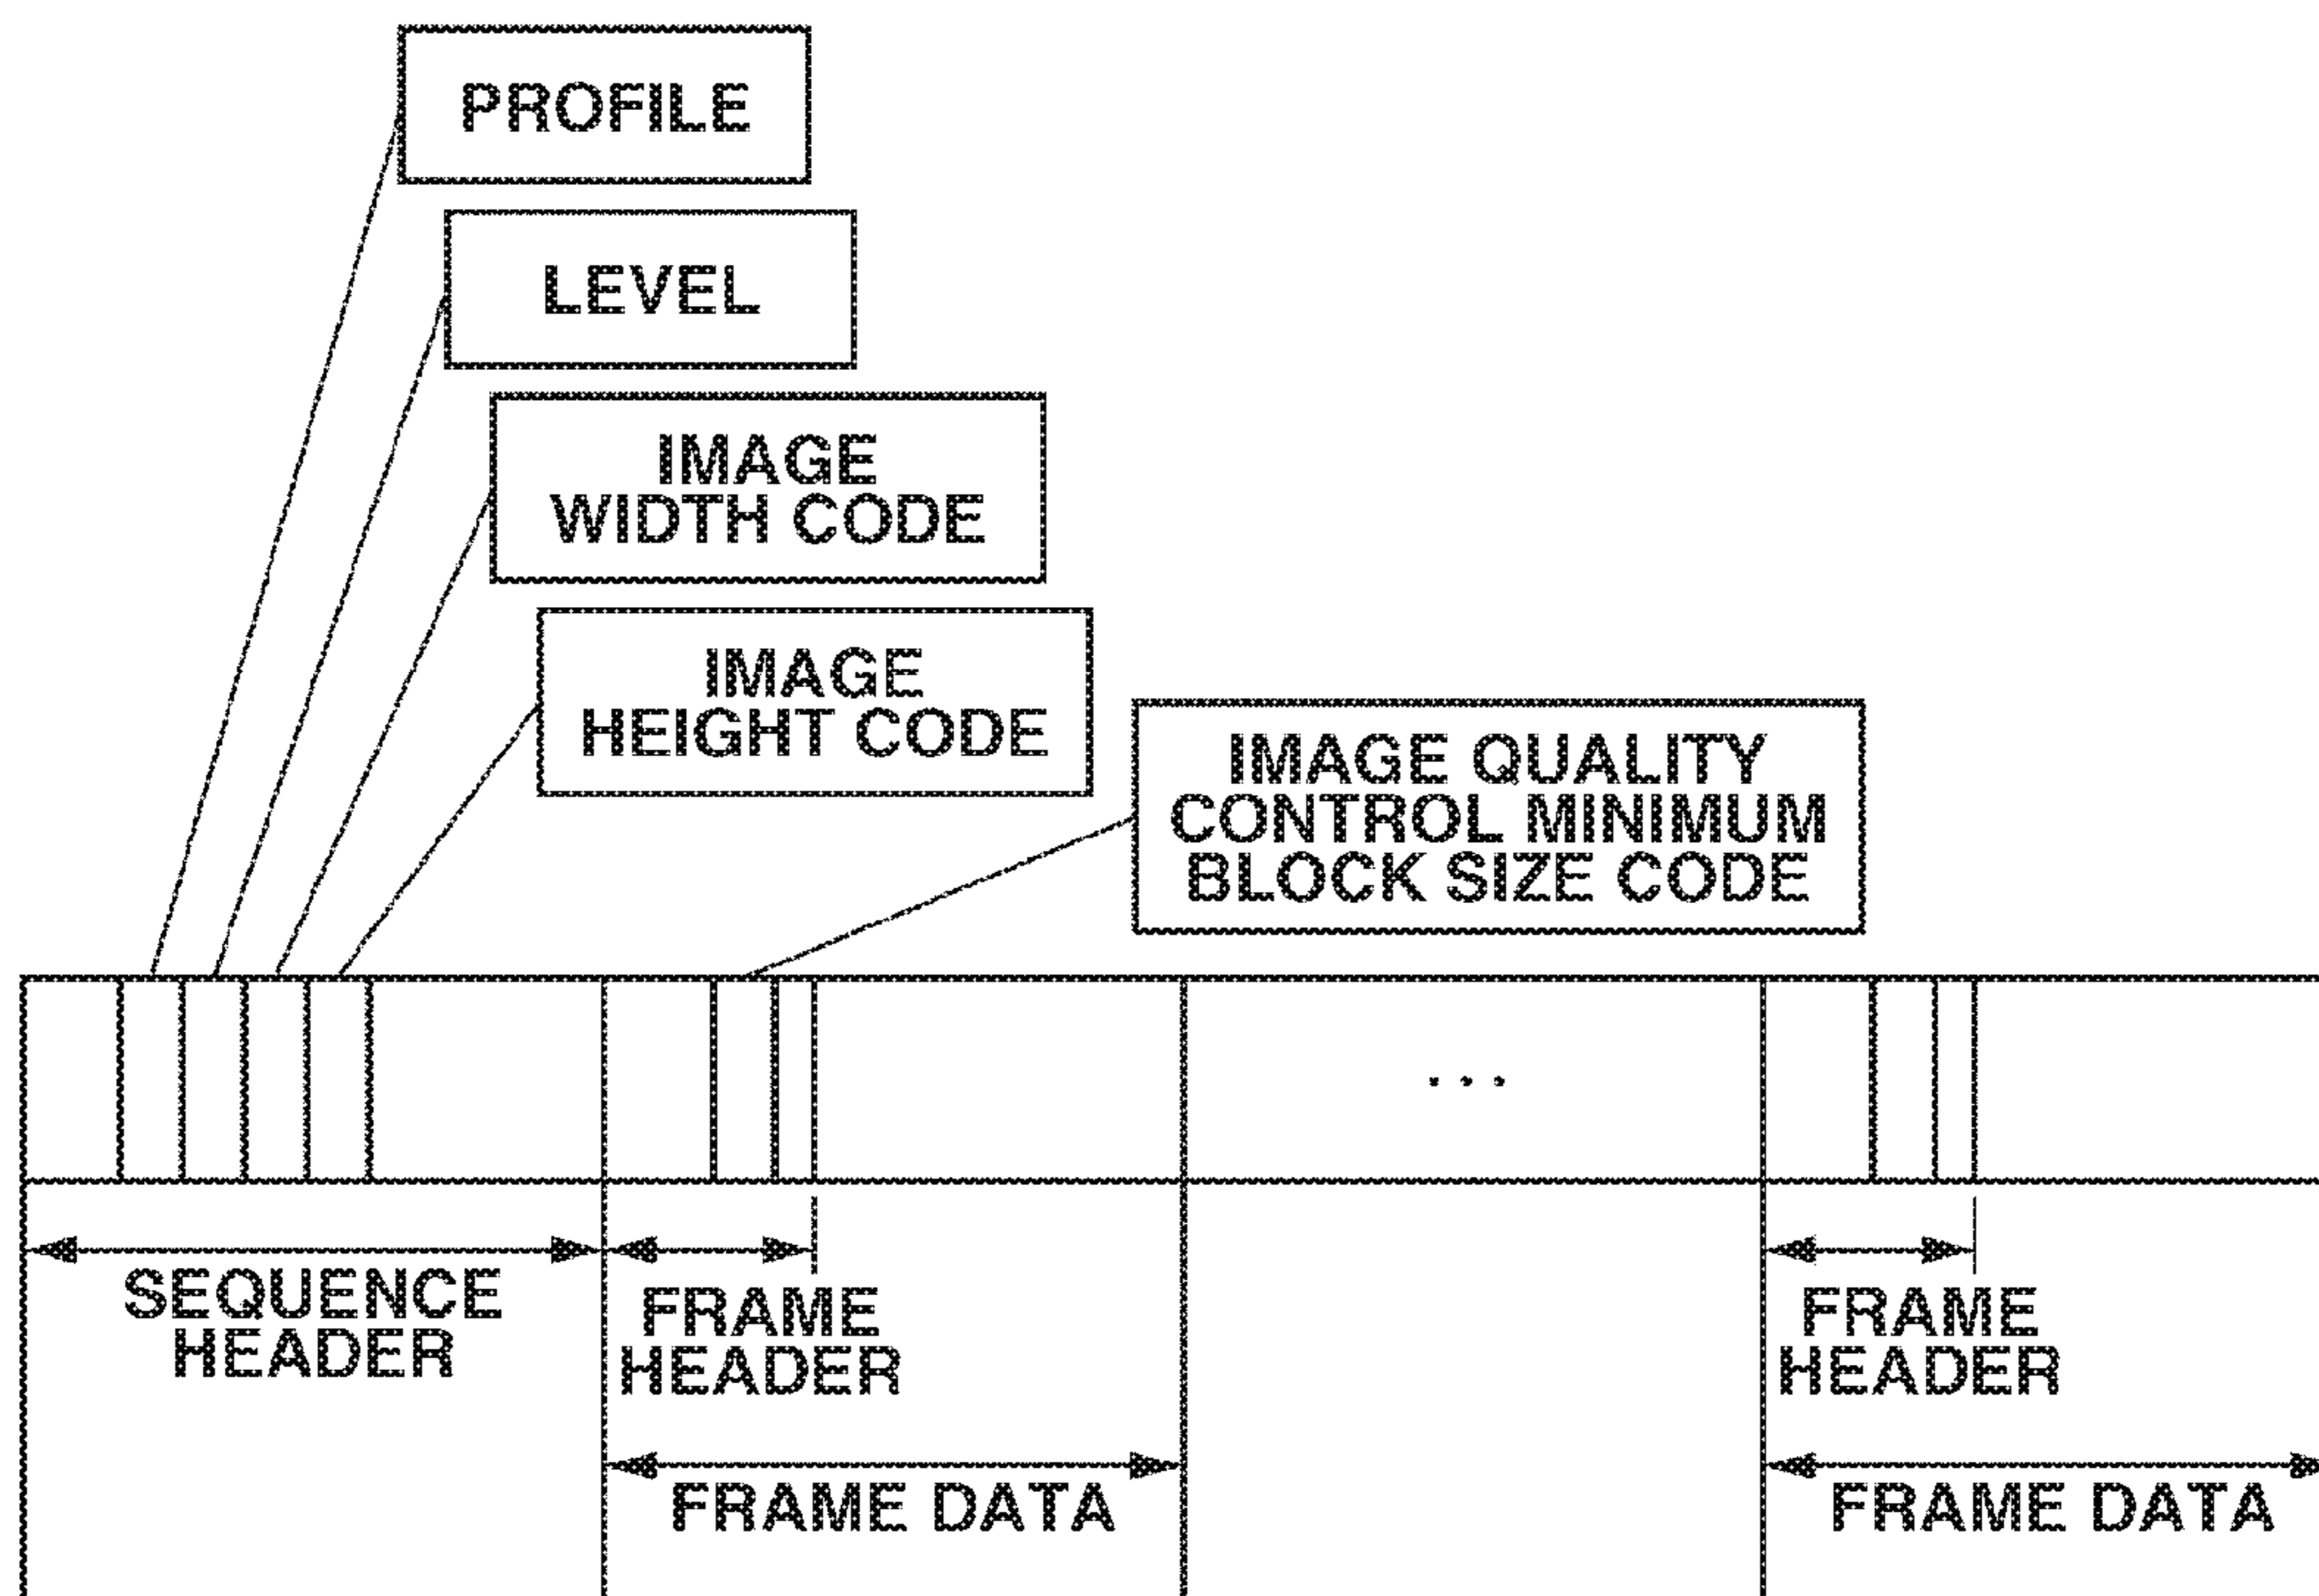 PROFILE
LEVEL
IMAGE
WIDTH CODE
IMAGE
HEIGHT CODE
IMAGE QUALITY
CONTROL MINIMUM
BLOCK SIZE CODE
...
SEQUENCE
HEADER
FRAME
HEADER
FRAME
HEADER
FRAME DATA
FRAME DATA